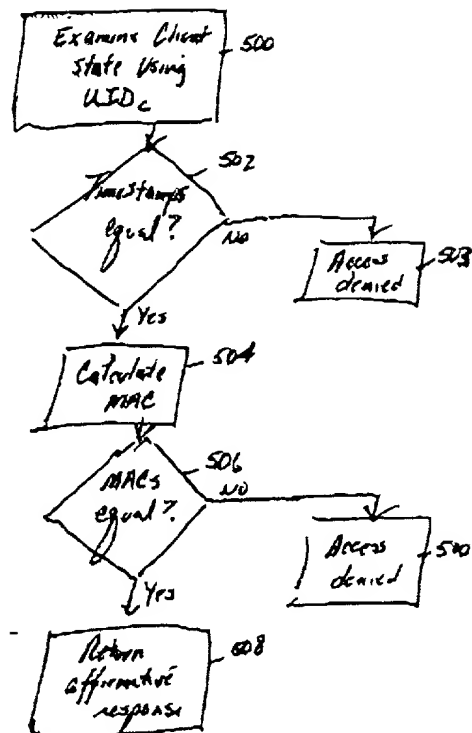 Examine Client
State Using
UIDc
500
502
Timestamps
equal?
No
Access
denied
503
Yes
Calculate
MAC
504
506
MACs
equal?
NO
Access
denied
Yes
Return
affirmative
response
508